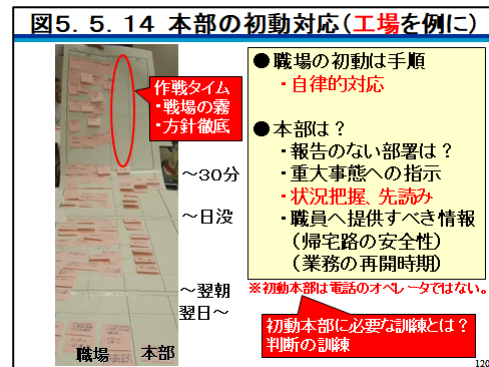 図5．5．14 本部の初動対応（工場を例に）
作戦タイム
・戦場の霧
・方針徹底
～30分
～日没
～翌朝
翌日～
職場
本部
●職場の初動は手順
・自律的対応
●本部は？
・報告のない部署は？
・重大事態への指示
・状況把握、先読み
・職員へ提供すべき情報
（帰宅路の安全性）
（業務の再開時期）
※初動本部は電話のオペレータではない。
初動本部に必要な訓練とは？
判断の訓練
120